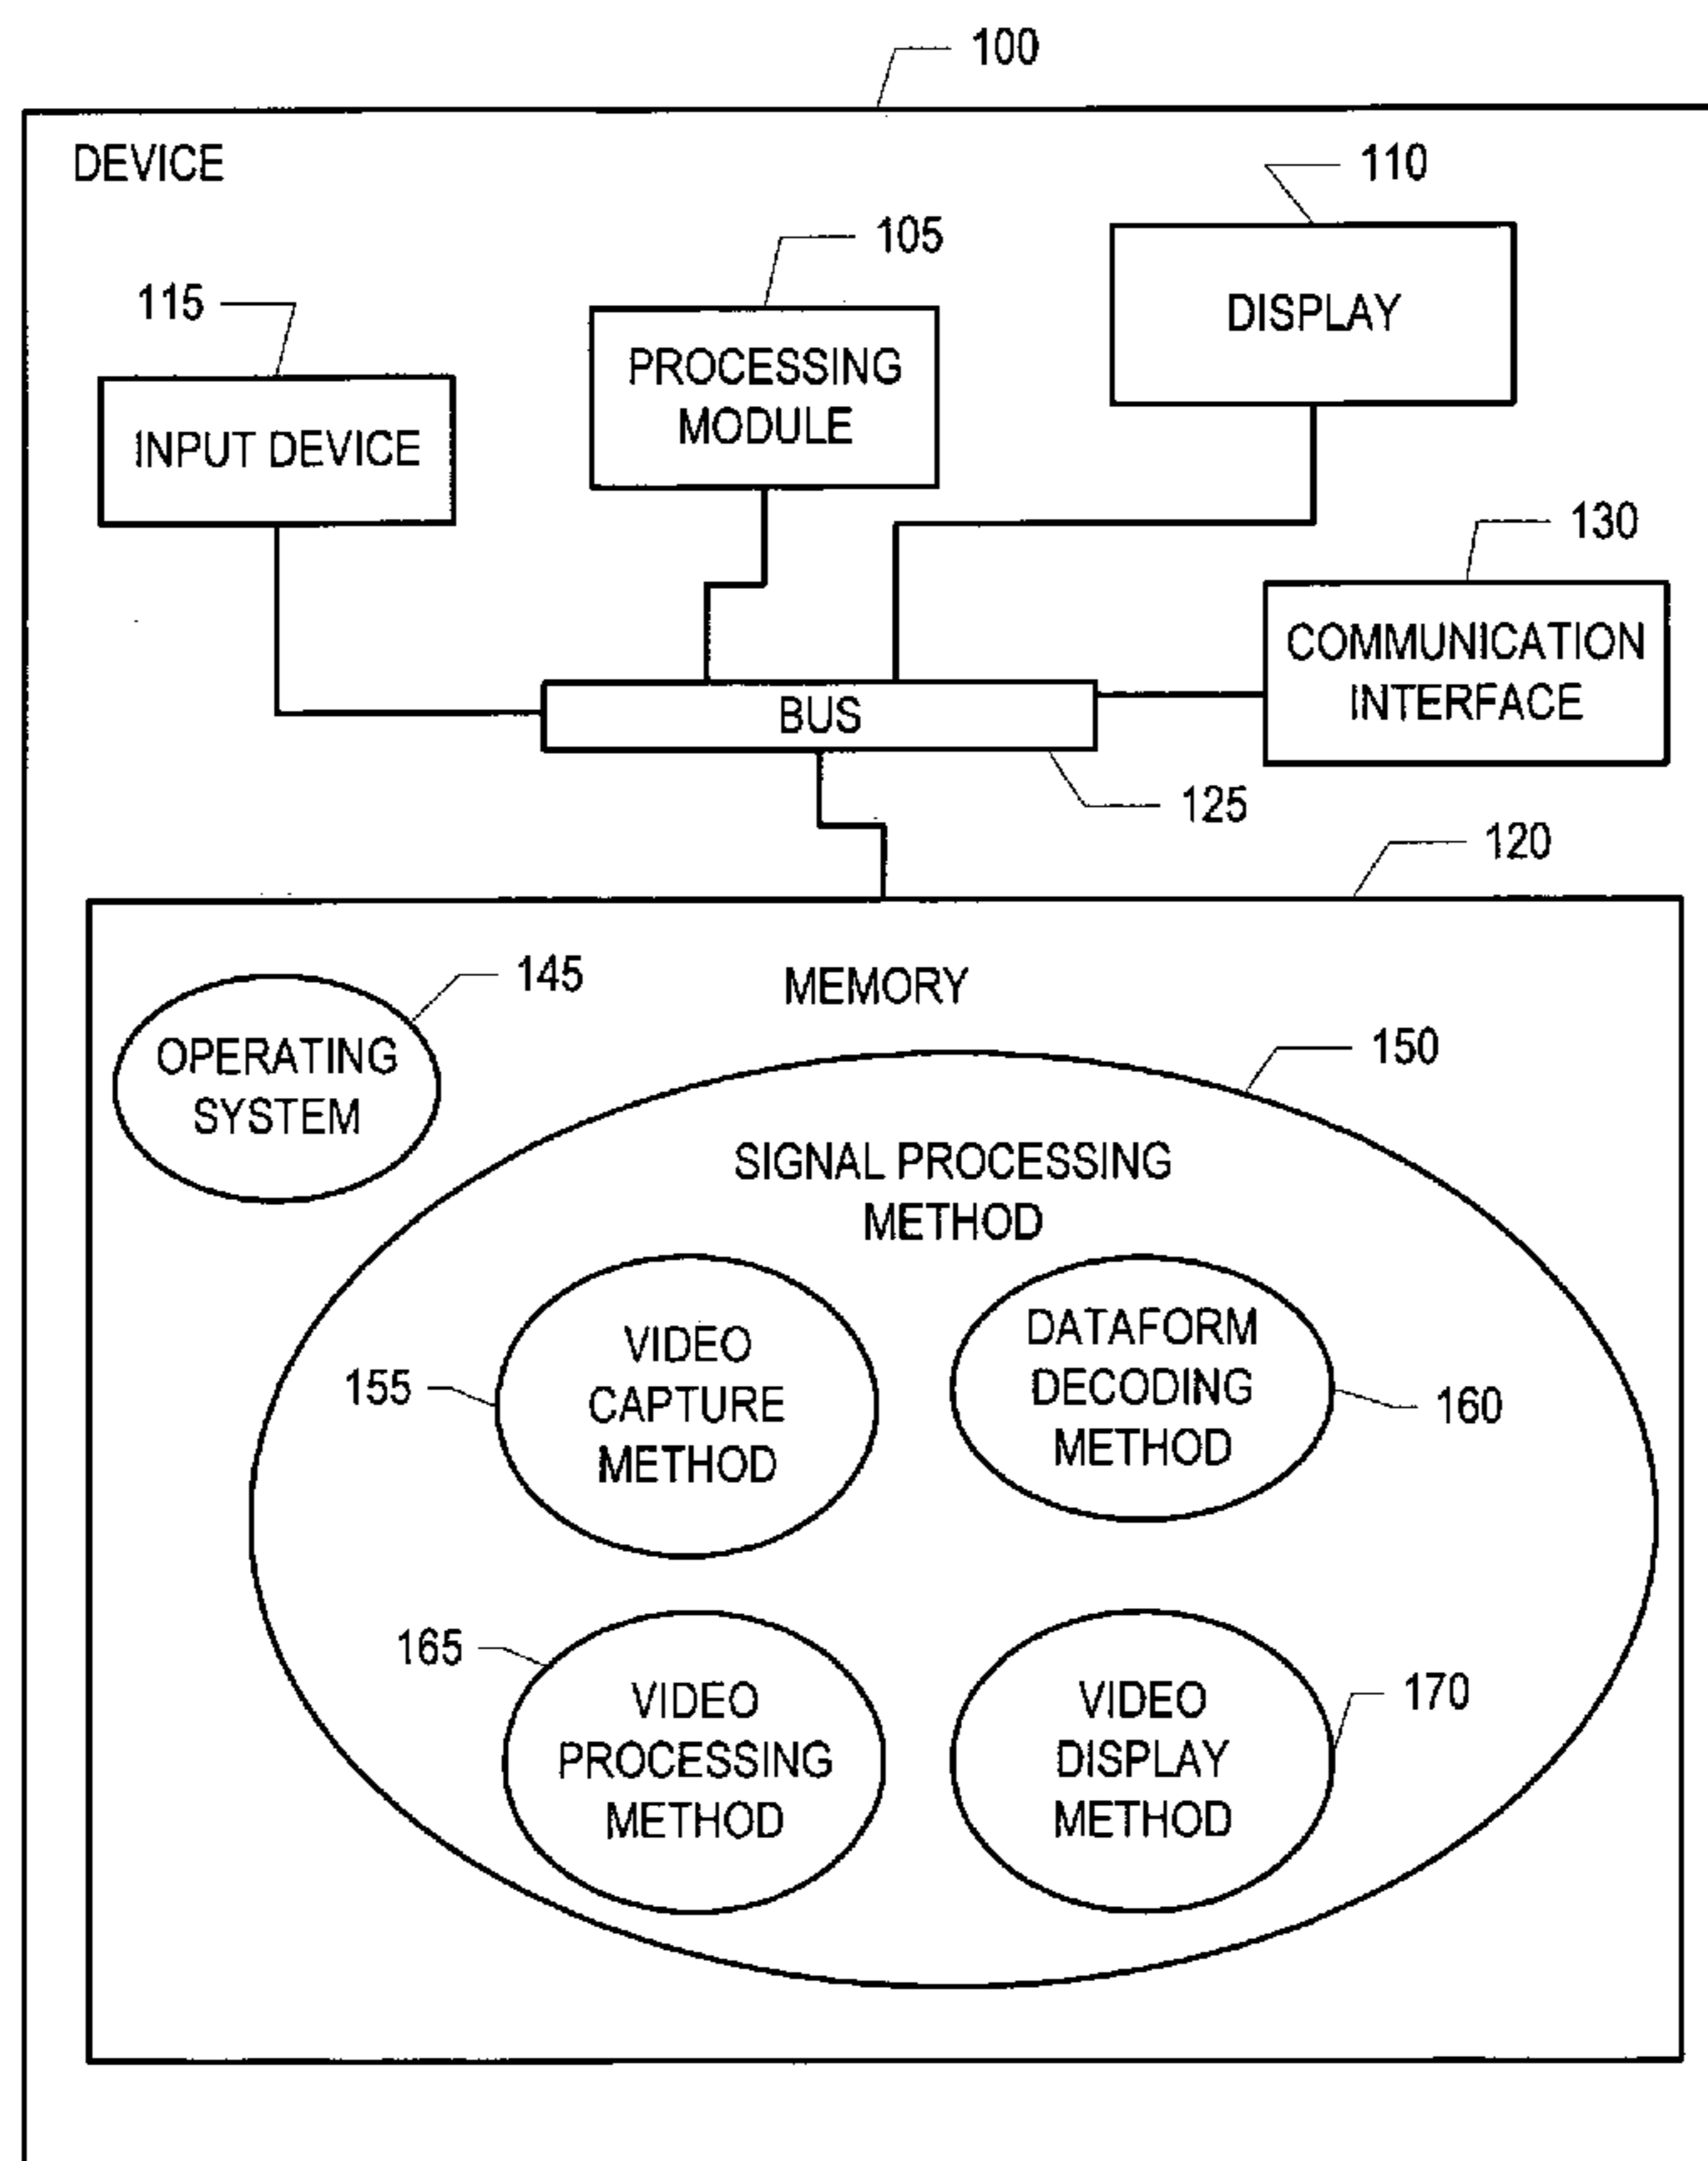 100
DEVICE
110
105
115
DISPLAY
PROCESSING
MODULE
INPUT DEVICE
130
COMMUNICATION
INTERFACE
BUS
125
120
145
MEMORY
OPERATING
SYSTEM
150
SIGNAL PROCESSING
METHOD
155
VIDEO
CAPTURE
METHOD
DATAFORM
DECODING
METHOD
160
165
VIDEO
PROCESSING
METHOD
VIDEO
DISPLAY
METHOD
170